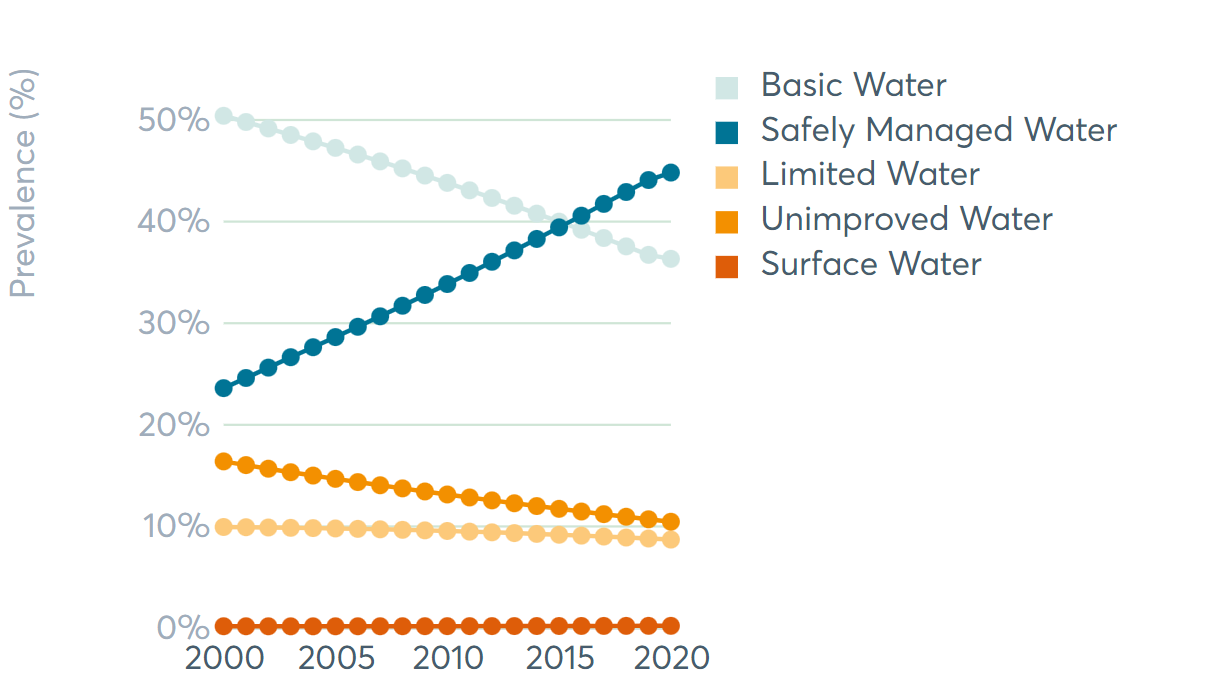 Prevalence (%)
50%
40%
30%
20%
10%
0%
2000 2005 2010 2015 2020
Basic Water
Safely Managed Water
Limited Water
Unimproved Water
Surface Water